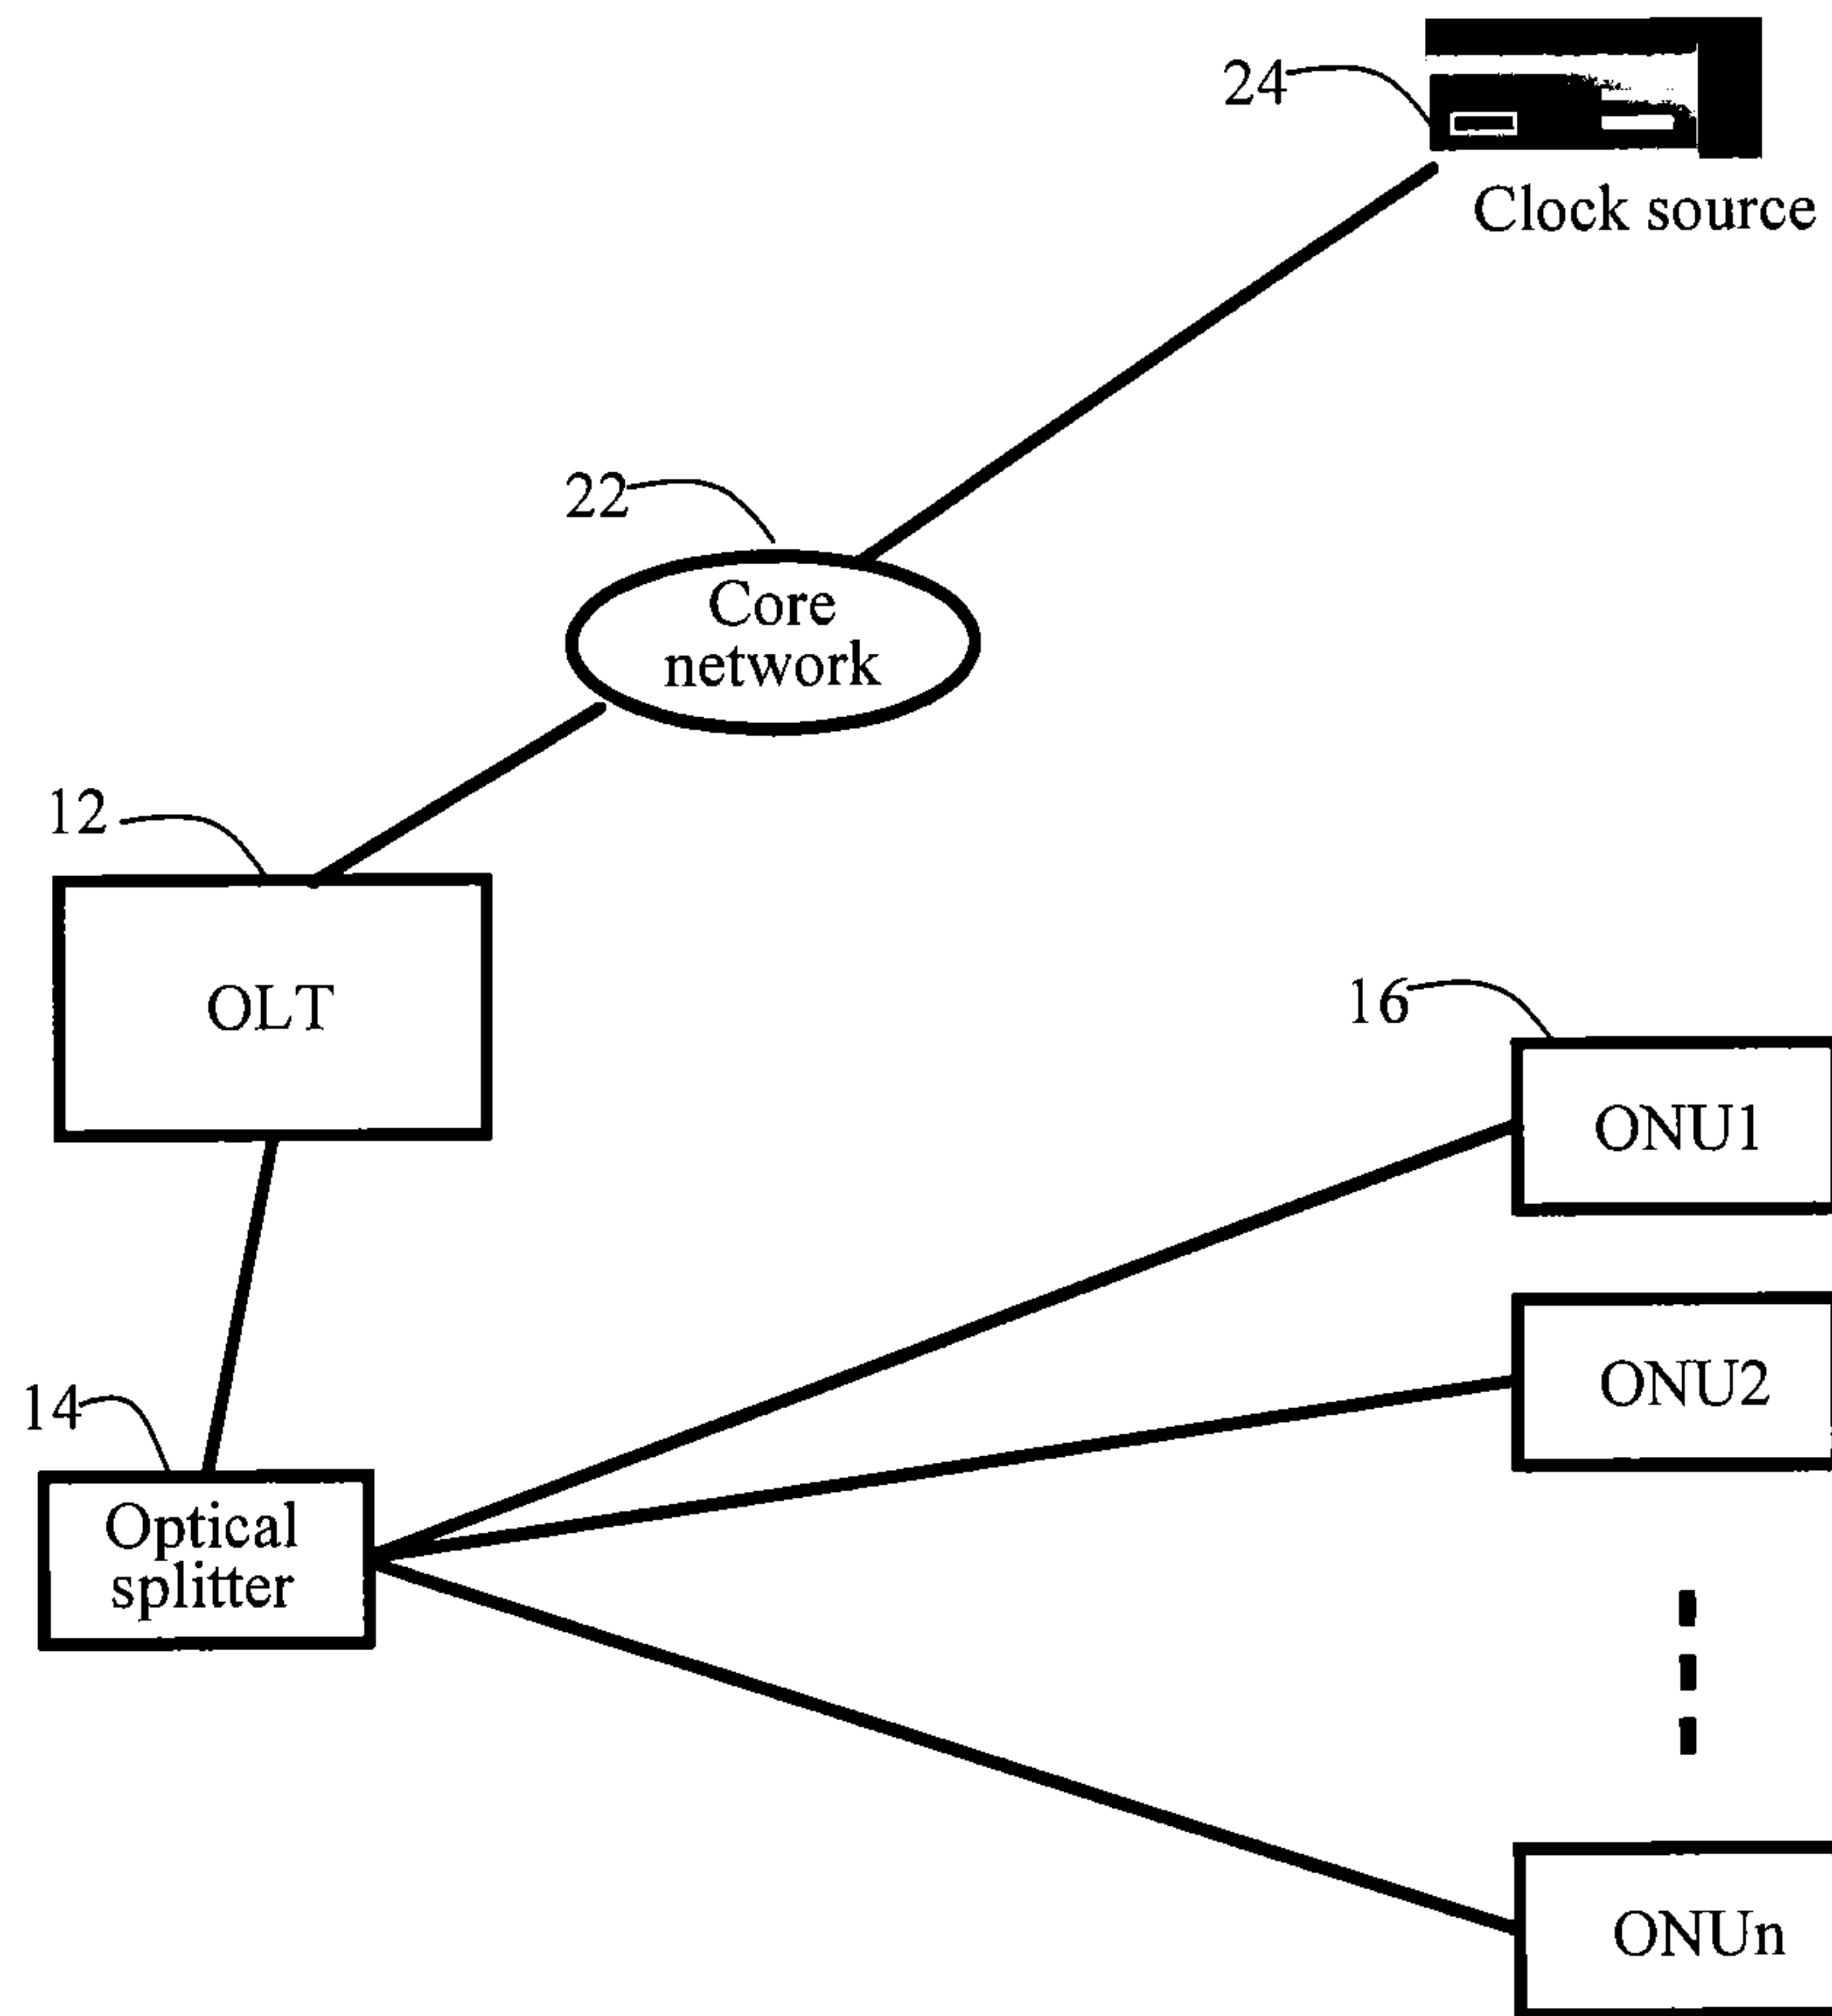 24
Clock source
22
Core
network
12
OLT
16
ONU1
ONU2
14
Optical
splitter
ONUn